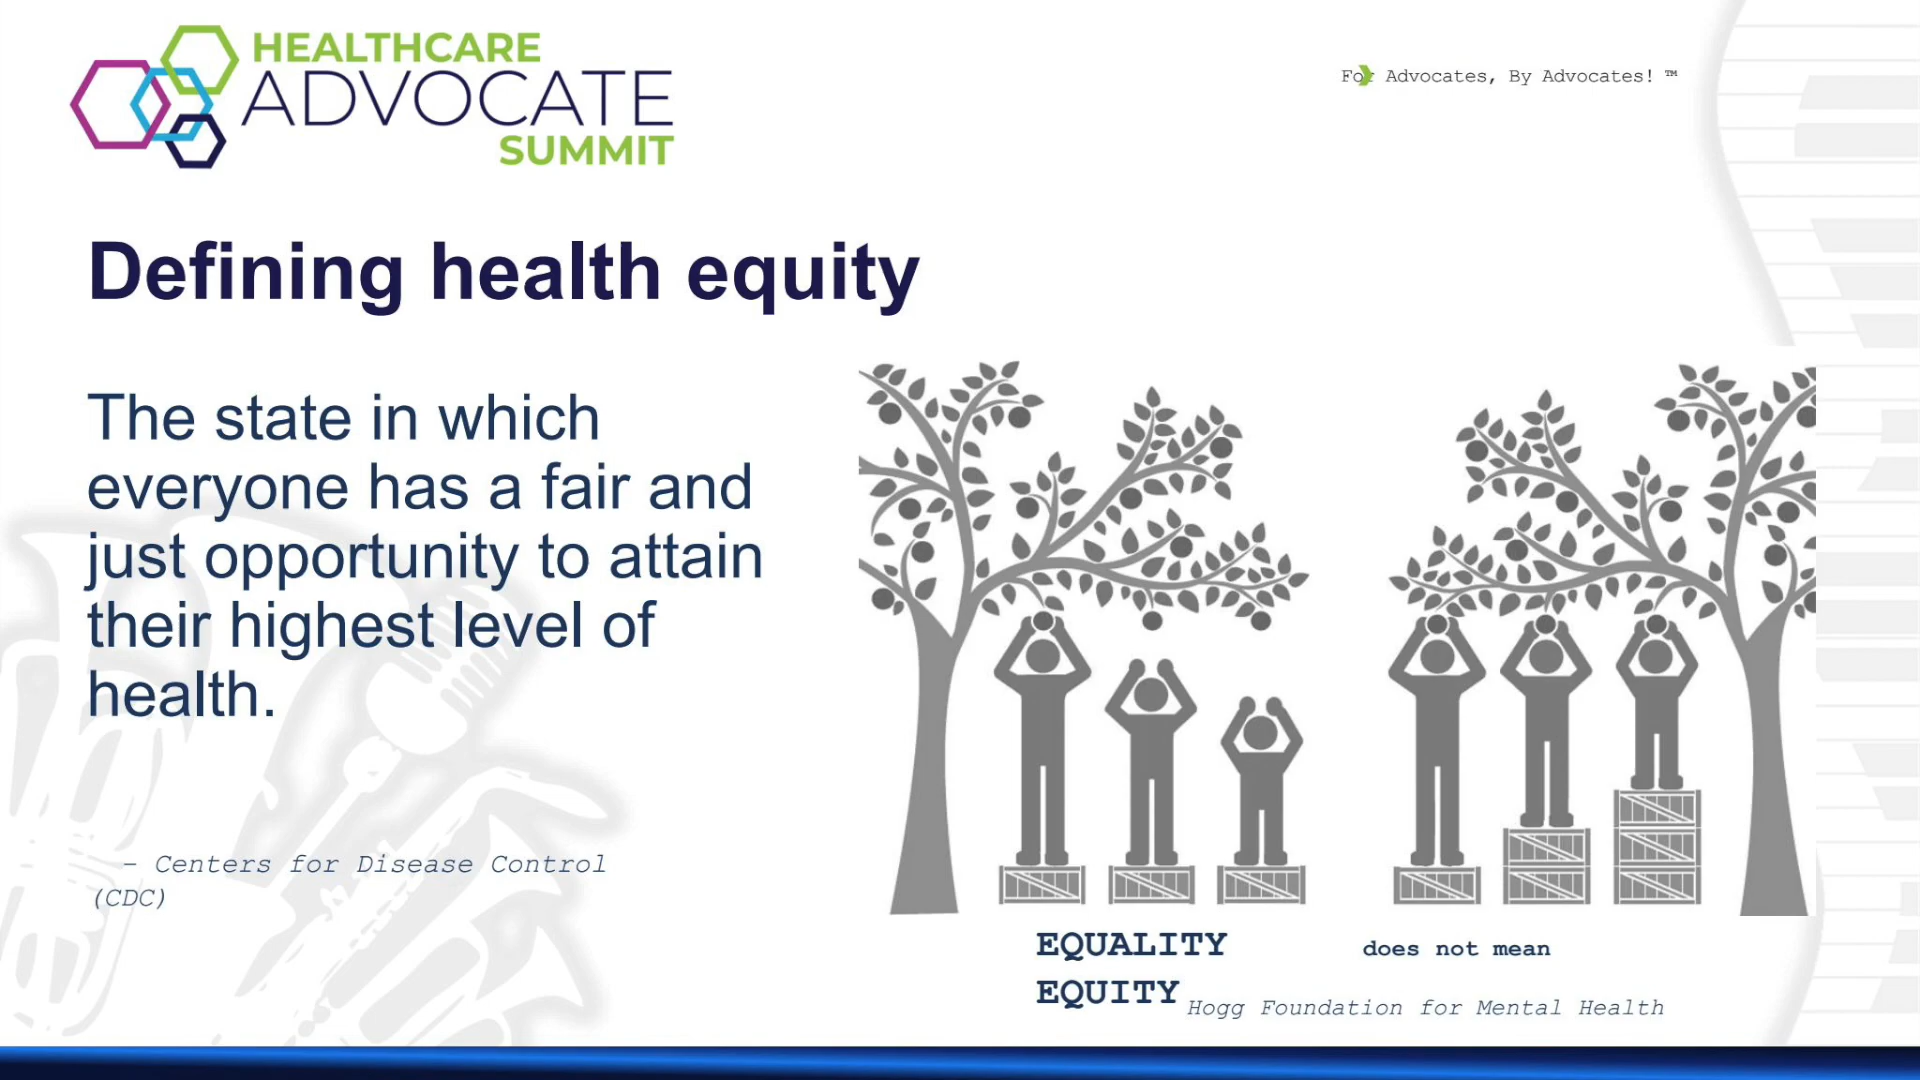 HEALTHCARE
ADVOCATE
SUMMIT
For Advocates, By Advocates! ™
Defining health equity
The state in which
everyone has a fair and
just opportunity to attain
their highest level of
health.
– Centers for Disease Control
(CDC)
EQUALITY does not mean
EQUITY
Hogg Foundation for Mental Health